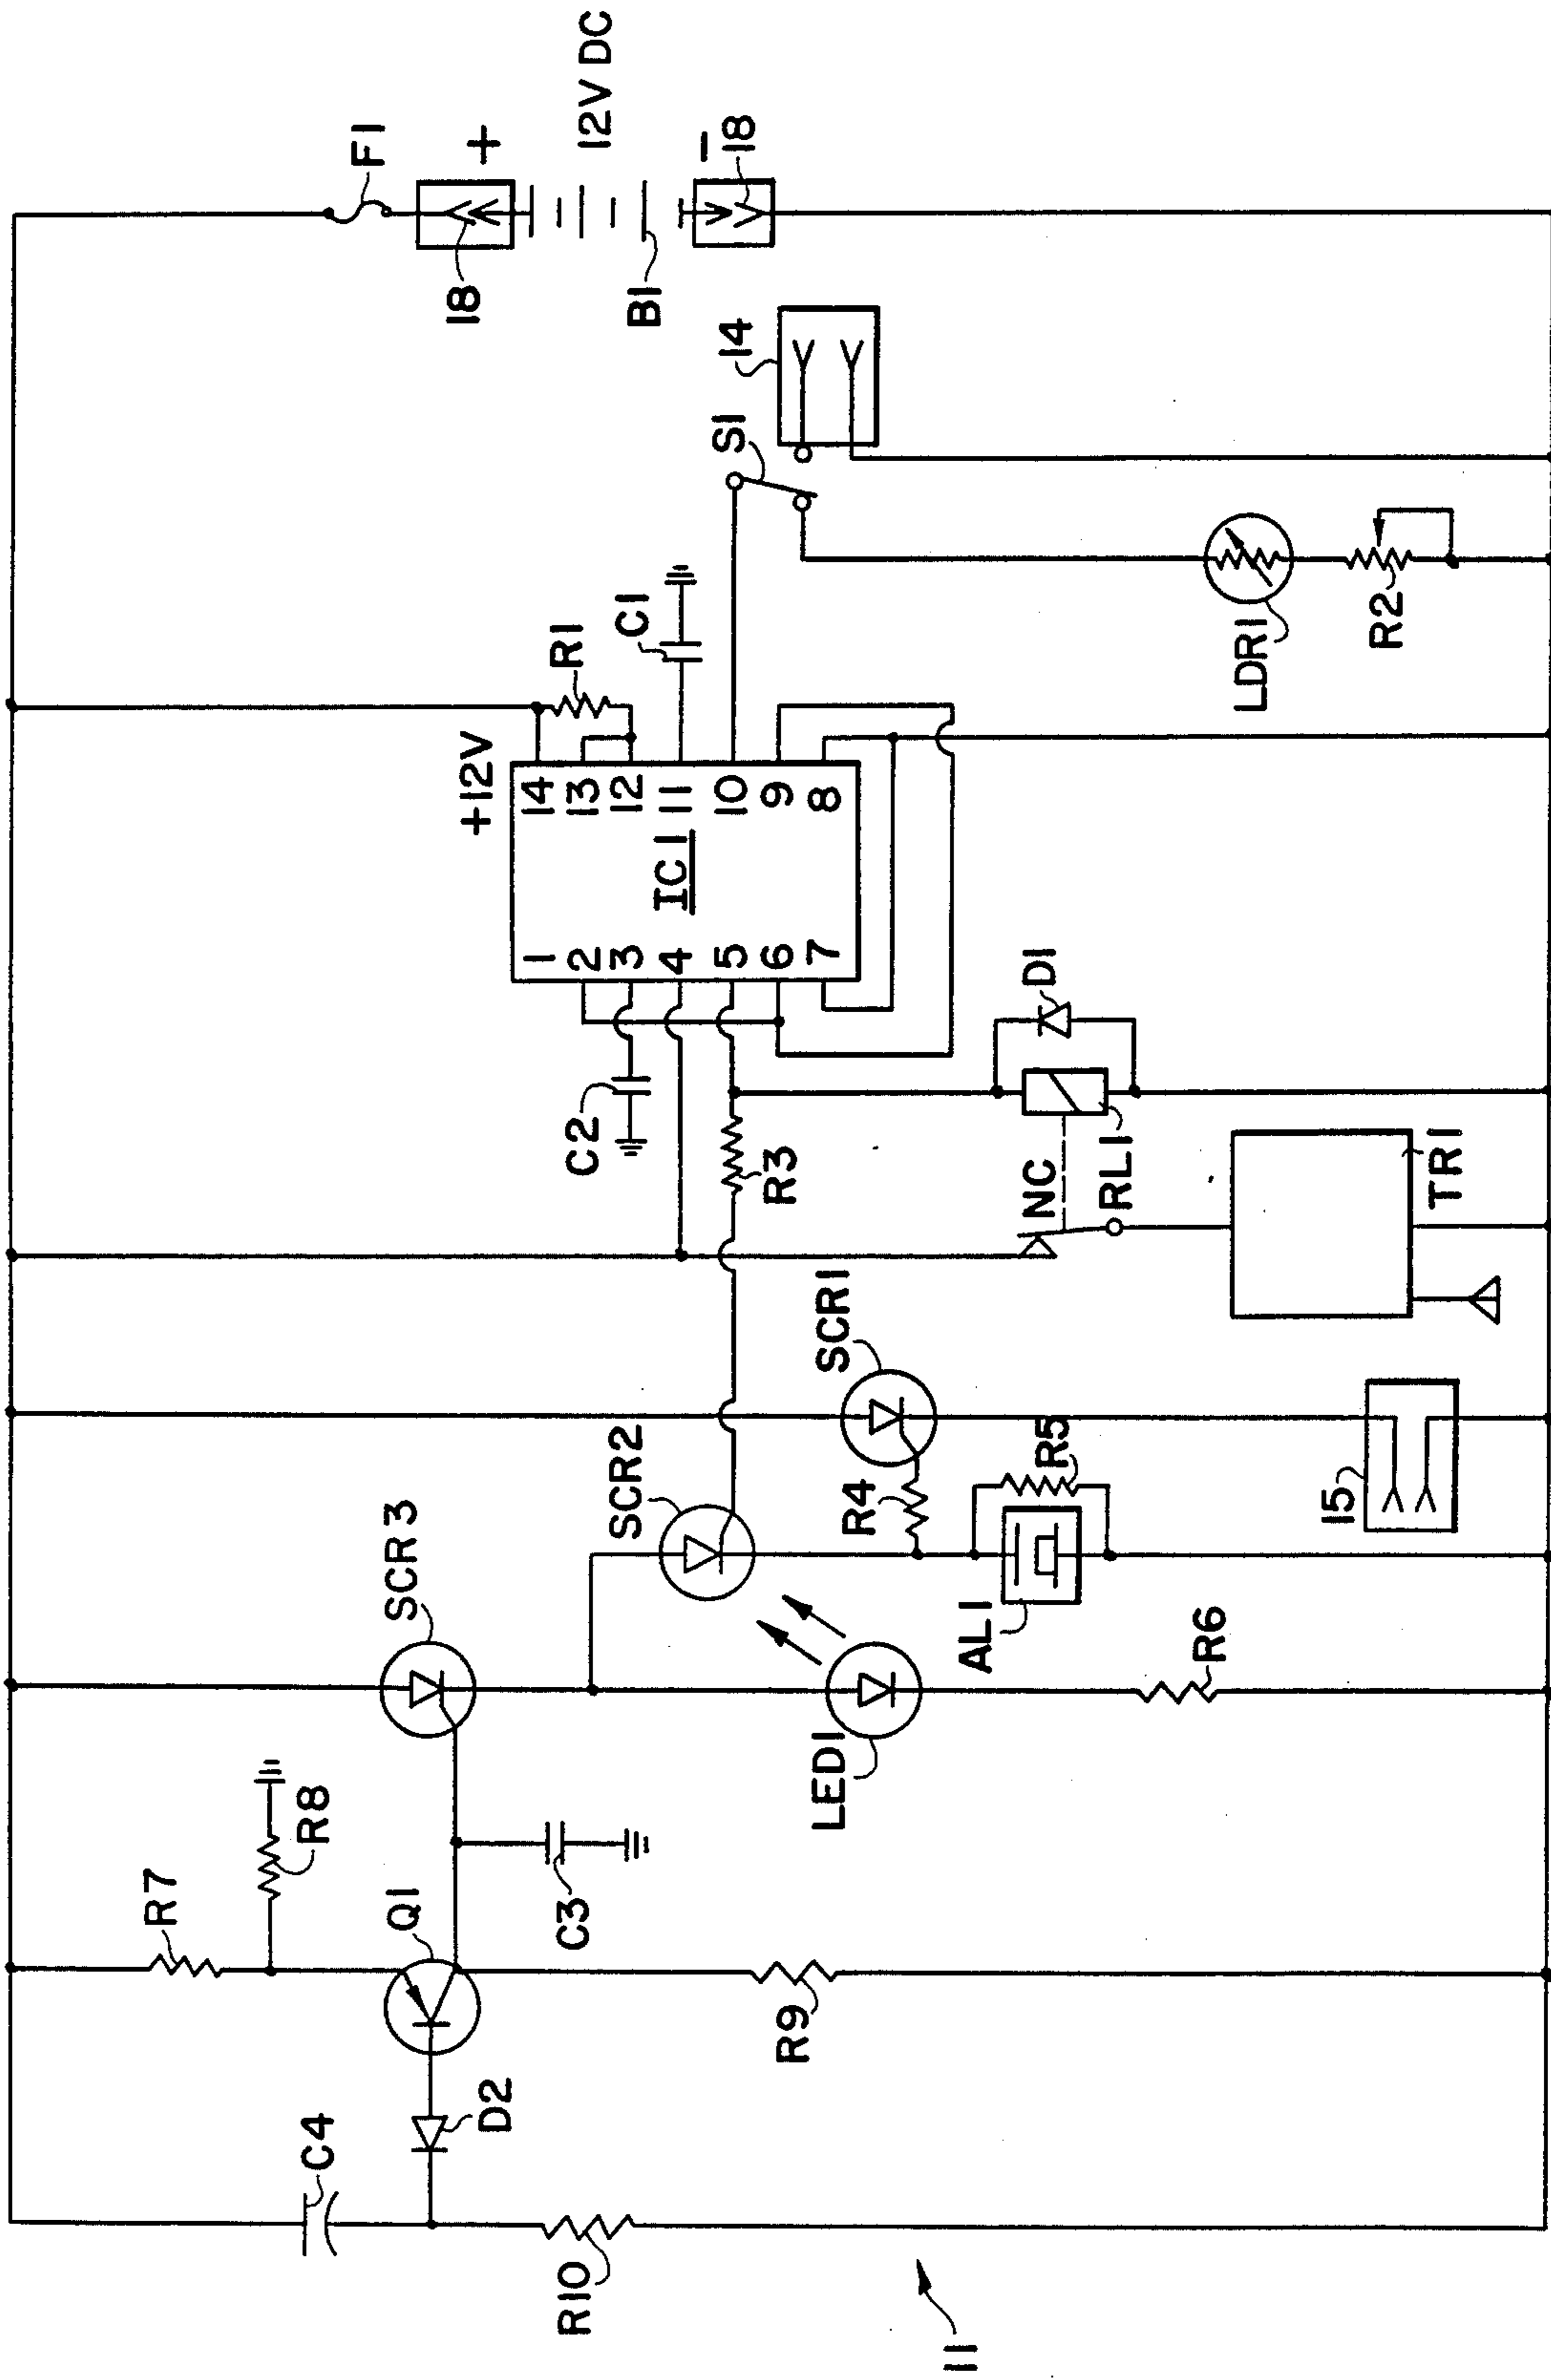 C4
R10
D2
R7
R8
Q1
C3
R9
SCR3
LED1
R6
SCR2
R4
AL1
R5
SCR1
15
NC
RL1
TR1
D1
R3
C2
+12V
IC1
1
2
3
4
5
6
7
14
13
12
11
10
9
8
R1
C1
S1
14
LDR1
R2
F1
18
+
12V DC
B1
−
18
11